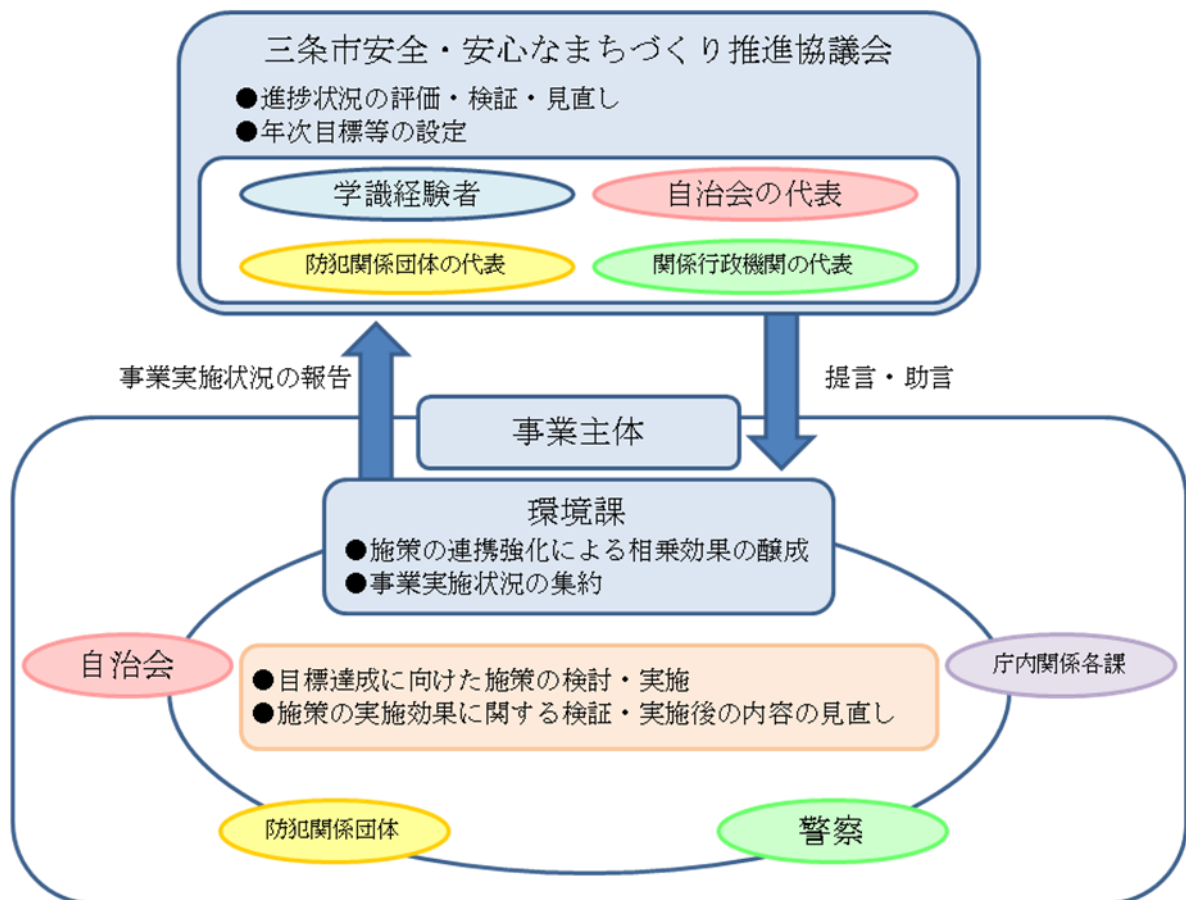 三条市安全・安心なまちづくり推進協議会
●進捗状況の評価・検証・見直し
●年次目標等の設定
学識経験者
自治会の代表
防犯関係団体の代表
関係行政機関の代表
事業実施状況の報告
提言・助言
事業主体
環境課
●施策の連携強化による相乗効果の醸成
●事業実施状況の集約
自治会
庁内関係各課
●目標達成に向けた施策の検討・実施
●施策の実施効果に関する検証・実施後の内容の見直し
防犯関係団体
警察